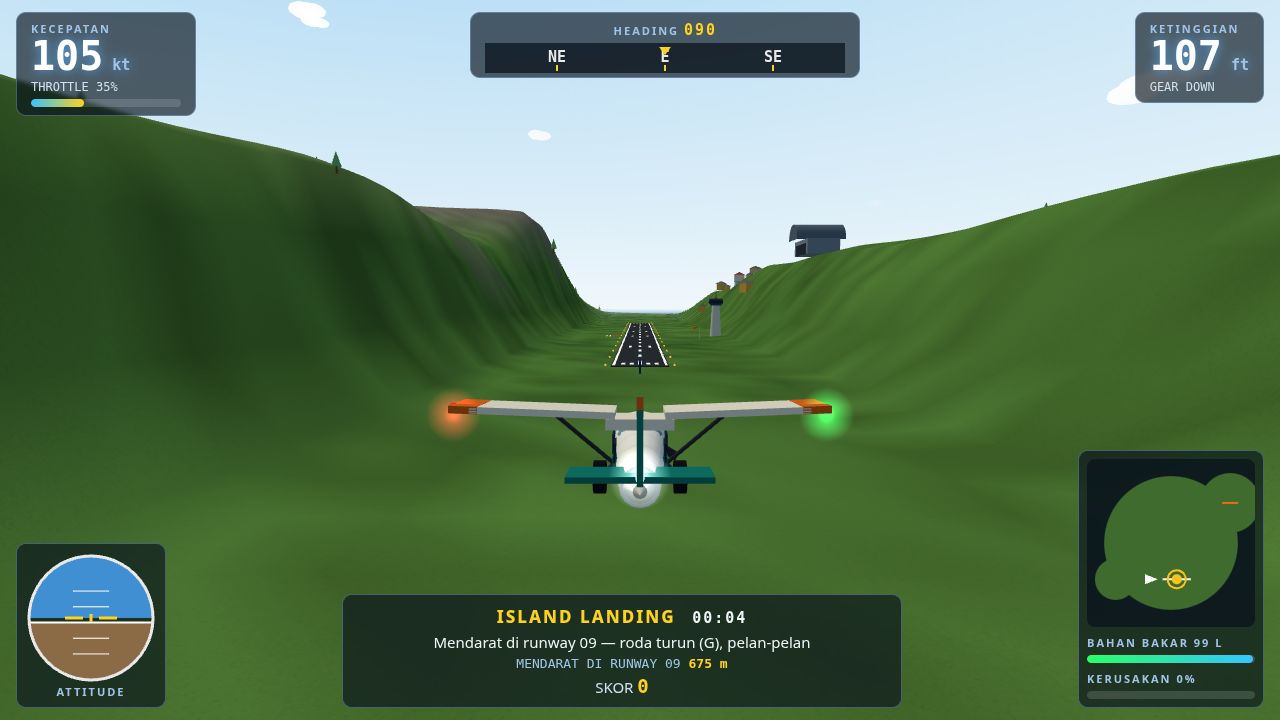 KECEPATAN
105 kt
THROTTLE 35%
HEADING 090
NE E SE
KETINGGIAN
107 ft
GEAR DOWN
ATTITUDE
ISLAND LANDING 00:04
Mendarat di runway 09 — roda turun (G), pelan-pelan
MENDARAT DI RUNWAY 09 675 m
SKOR 0
BAHAN BAKAR 99 L
KERUSAKAN 0%